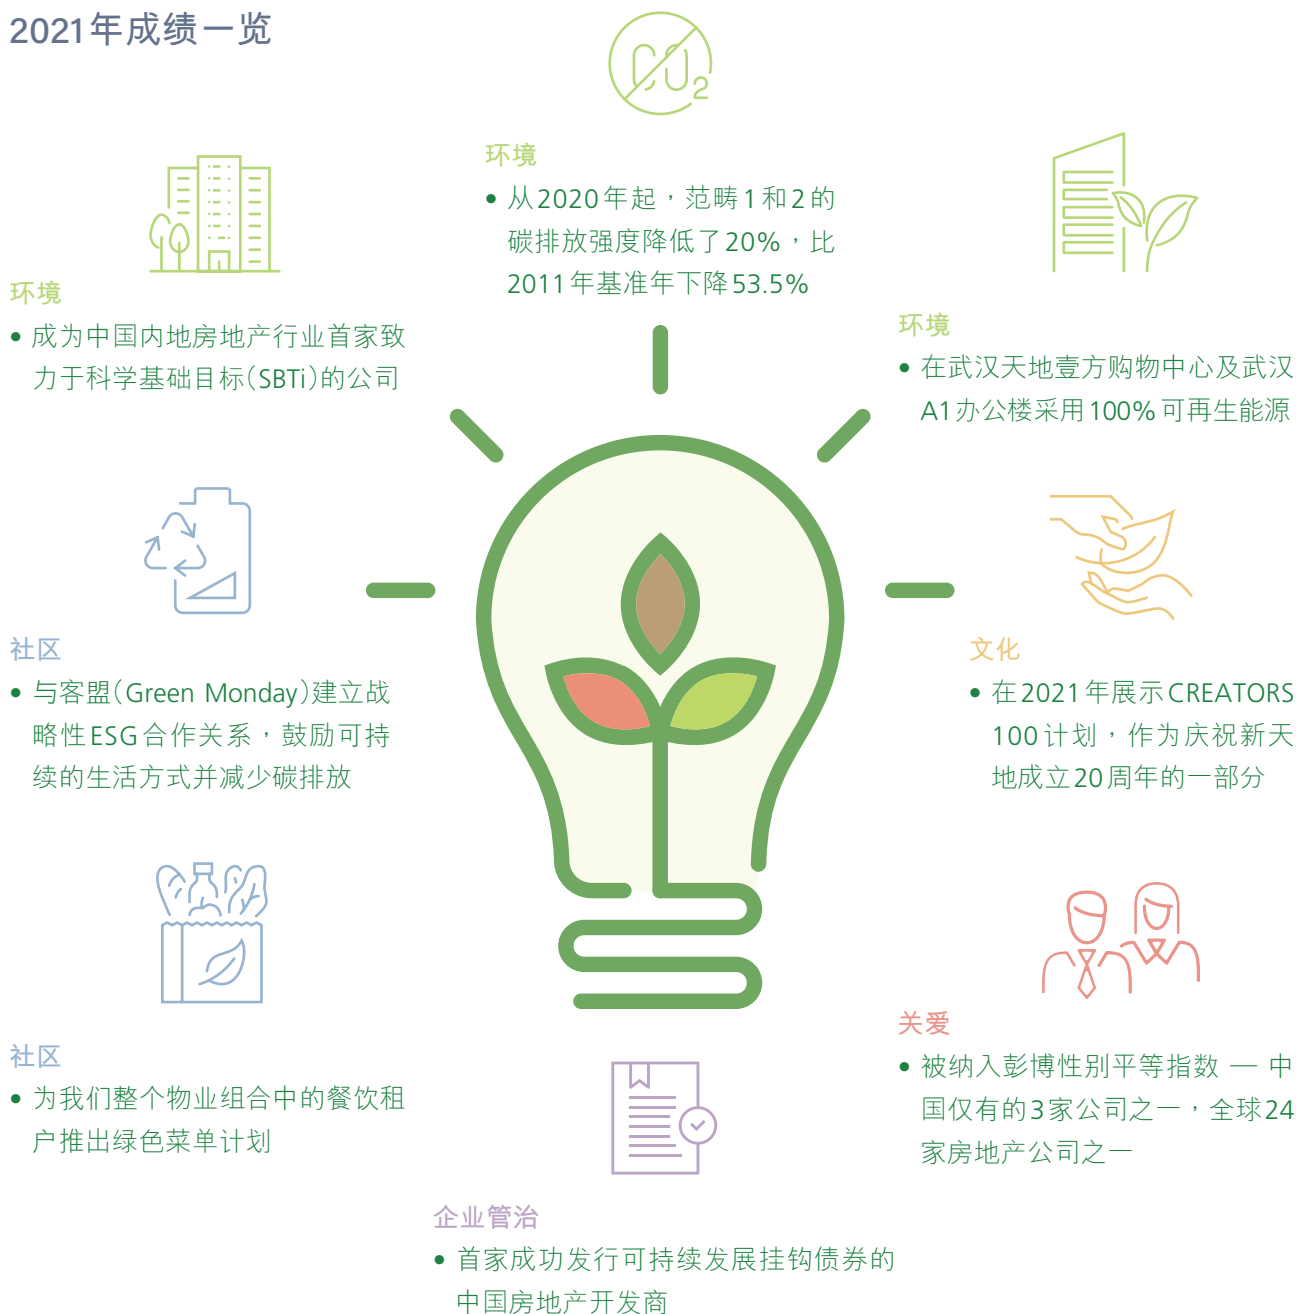 2021年成绩一览
CO2
环境
• 从2020年起，范畴1和2的
碳排放强度降低了20%，比
2011年基准年下降53.5%
环境
• 成为中国内地房地产行业首家致
力于科学基础目标(SBTi)的公司
环境
• 在武汉天地壹方购物中心及武汉
A1办公楼采用100%可再生能源
社区
• 与客盟(Green Monday)建立战
略性ESG合作关系，鼓励可持
续的生活方式并减少碳排放
文化
• 在2021年展示CREATORS
100计划，作为庆祝新天
地成立20周年的一部分
社区
• 为我们整个物业组合中的餐饮租
户推出绿色菜单计划
关爱
• 被纳入彭博性别平等指数 — 中
国仅有的3家公司之一，全球24
家房地产公司之一
企业管治
• 首家成功发行可持续发展挂钩债券的
中国房地产开发商